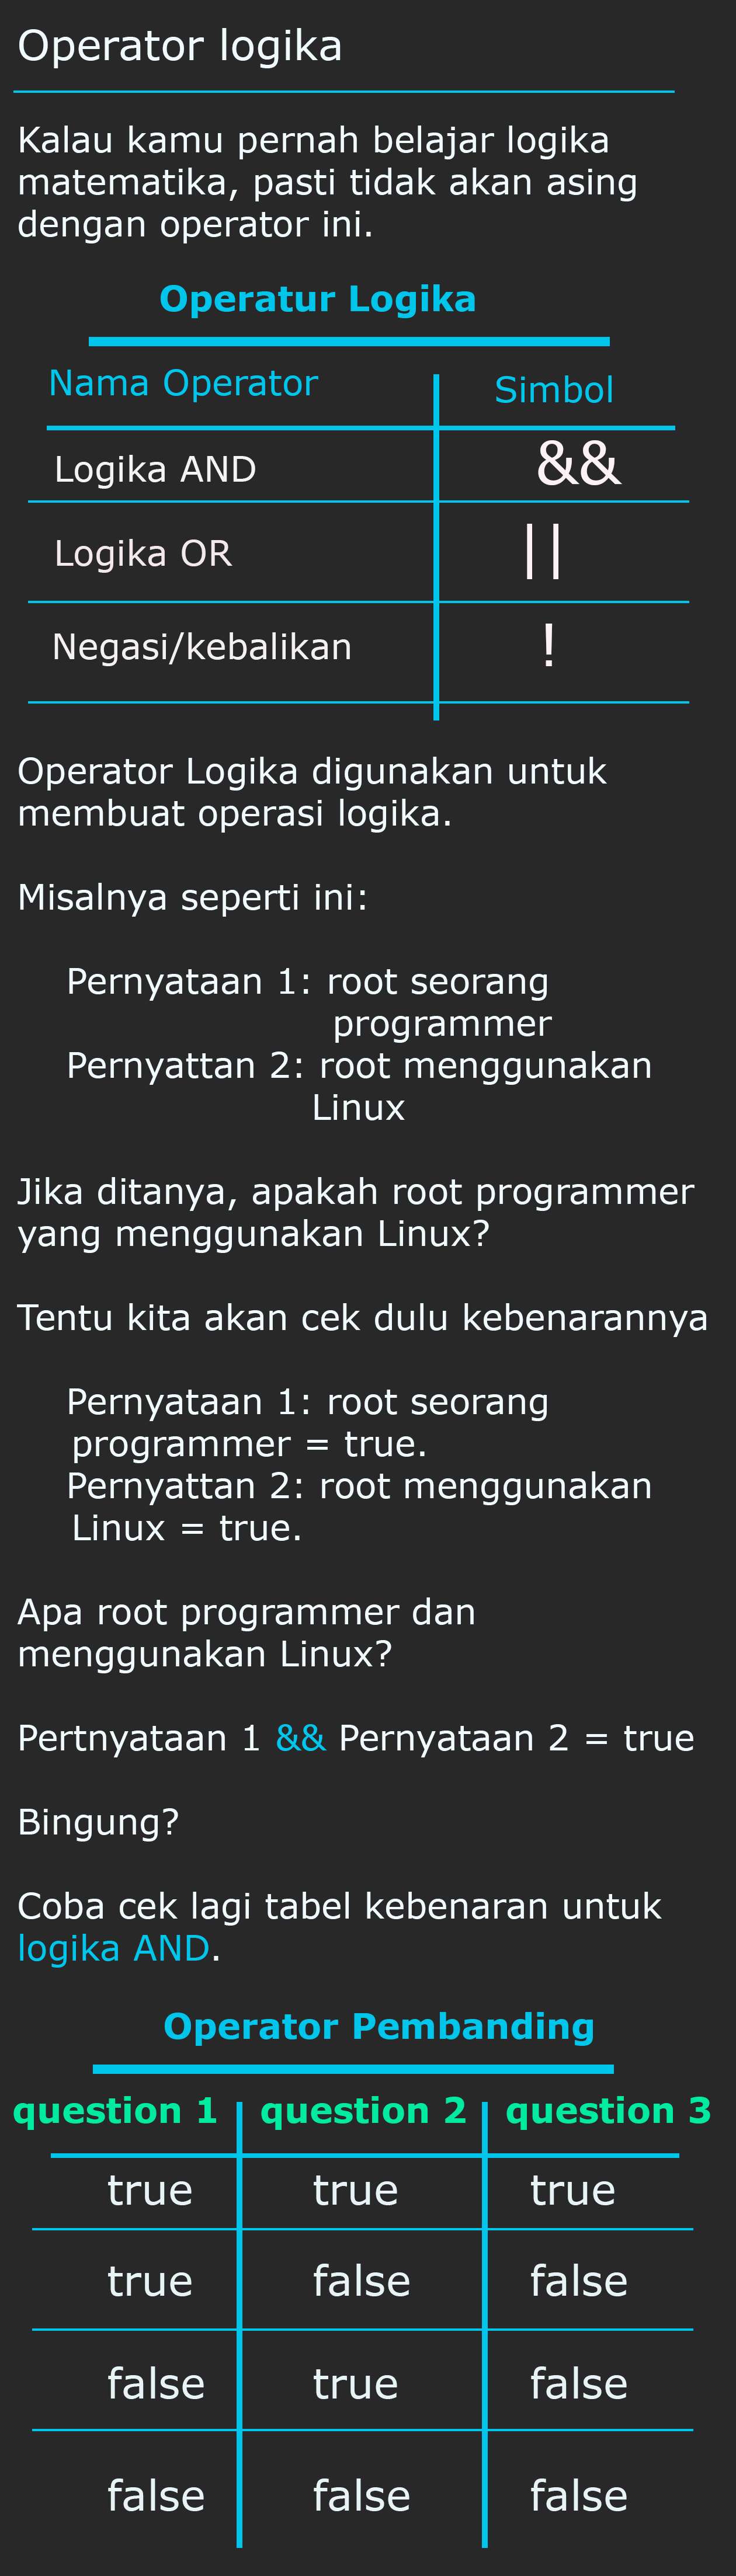 Operator logika
Kalau kamu pernah belajar logika
matematika, pasti tidak akan asing
dengan operator ini.
Operatur Logika
Nama Operator Simbol
Logika AND &&
Logika OR ||
Negasi/kebalikan !
Operator Logika digunakan untuk
membuat operasi logika.
Misalnya seperti ini:
Pernyataan 1: root seorang
programmer
Pernyattan 2: root menggunakan
Linux
Jika ditanya, apakah root programmer
yang menggunakan Linux?
Tentu kita akan cek dulu kebenarannya
Pernyataan 1: root seorang
programmer = true.
Pernyattan 2: root menggunakan
Linux = true.
Apa root programmer dan
menggunakan Linux?
Pertnyataan 1 && Pernyataan 2 = true
Bingung?
Coba cek lagi tabel kebenaran untuk
logika AND.
Operator Pembanding
question 1 question 2 question 3
true true true
true false false
false true false
false false false